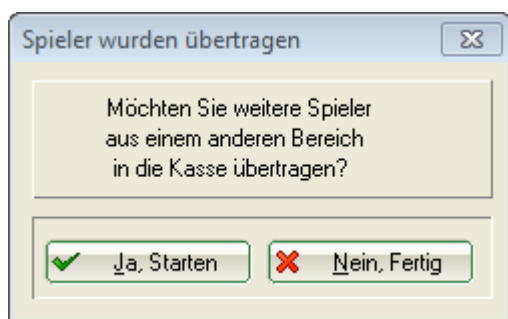 Spieler wurden übertragen
Möchten Sie weitere Spieler
aus einem anderen Bereich
in die Kasse übertragen?
Ja, Starten
Nein, Fertig